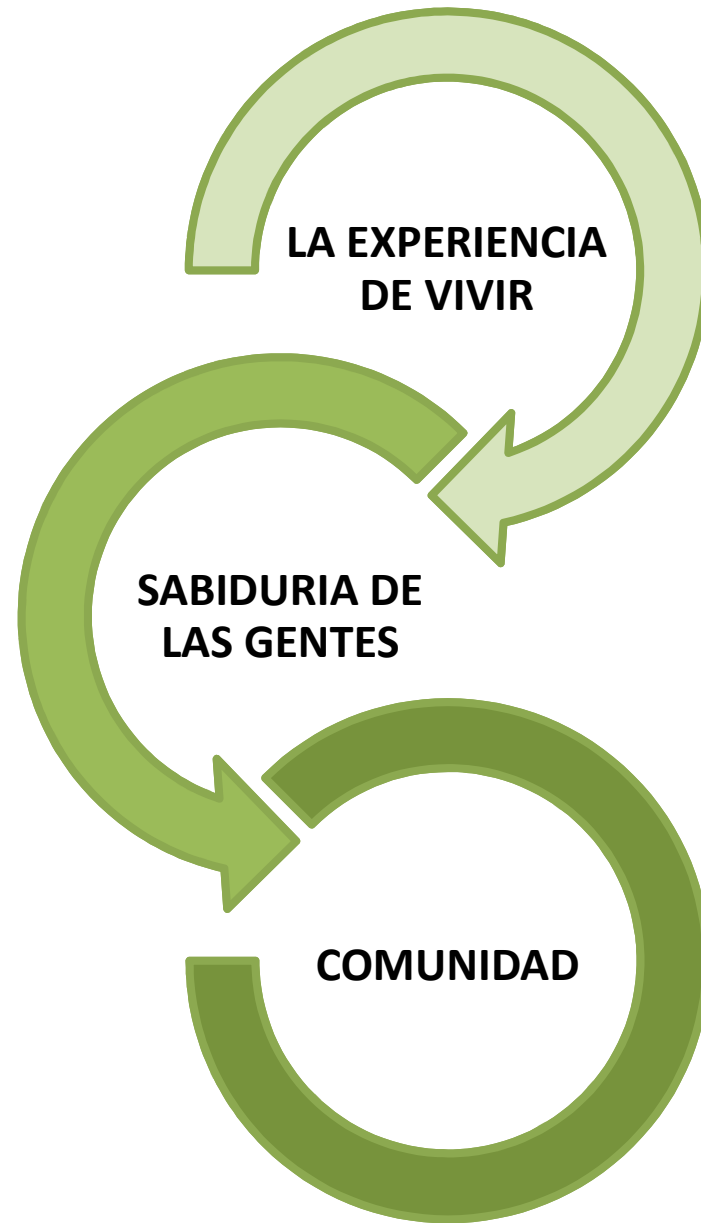 LA EXPERIENCIA
DE VIVIR
SABIDURIA DE
LAS GENTES
COMUNIDAD